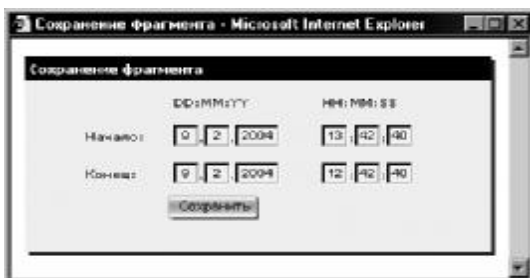 Сохранение фрагмента - Microsoft Internet Explorer
Сохранение фрагмента
DD:MM:YY HH:MM:SS
Начало: 9 . 2 . 2004 13 : 42 : 40
Конец: 9 . 2 . 2004 12 : 42 : 40
Сохранить